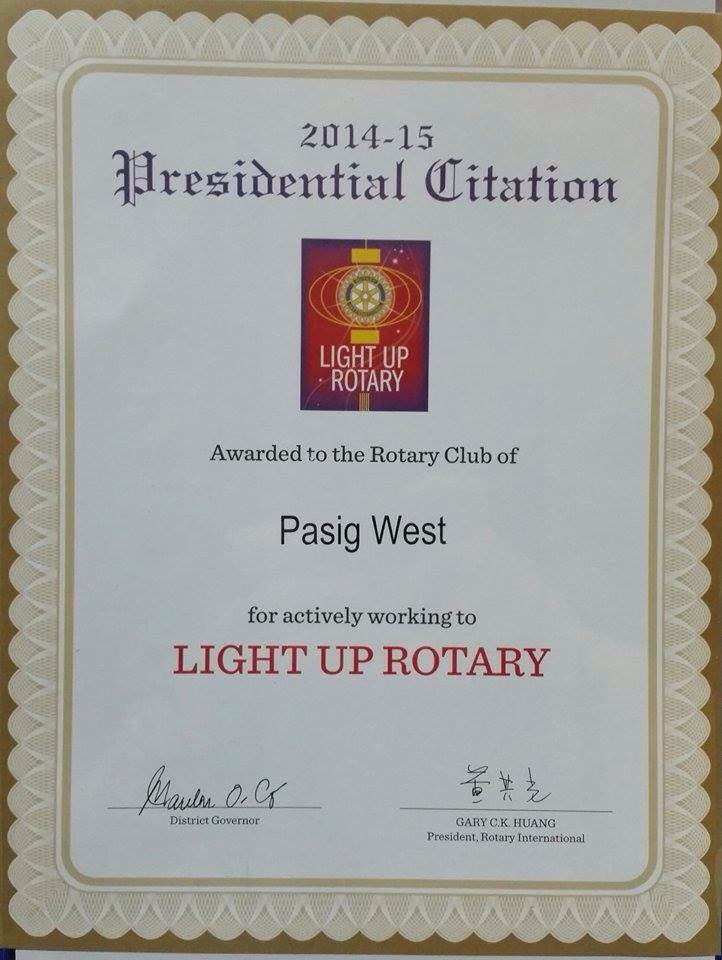 2014-15
Presidential Citation
LIGHT UP
ROTARY
Awarded to the Rotary Club of
Pasig West
for actively working to
LIGHT UP ROTARY
District Governor
GARY C.K. HUANG
President, Rotary International